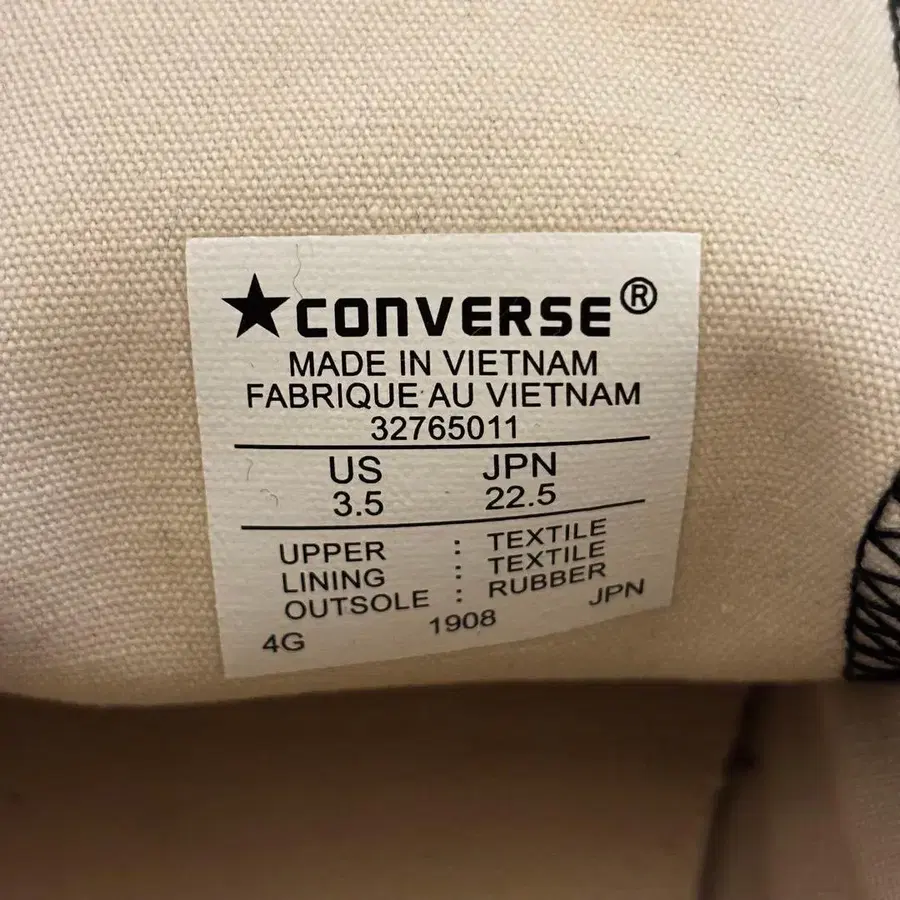 ★CONVERSE®
MADE IN VIETNAM
FABRIQUE AU VIETNAM
32765011
US JPN
3.5 22.5
UPPER : TEXTILE
LINING : TEXTILE
OUTSOLE : RUBBER
4G 1908 JPN